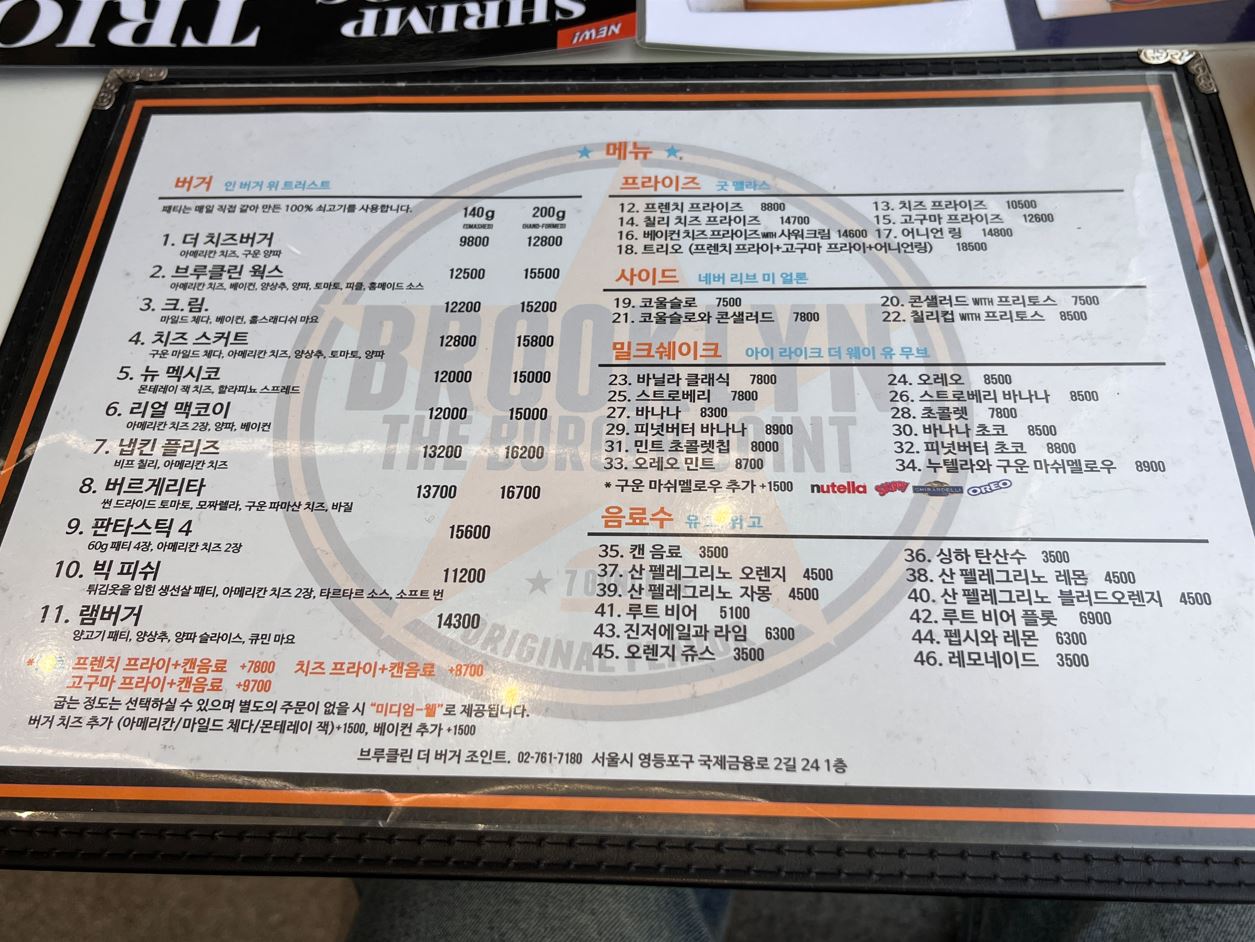 TRIO
SHRIMP
NEW!
★ 메뉴 ★
버거 인 버거 위 트러스트
패티는 매일 직접 갈아 만든 100% 쇠고기를 사용합니다.
140g 200g
(SMASHED) (HAND-FORMED)
1. 더 치즈버거 9800 12800
아메리칸 치즈, 구운 양파
2. 브루클린 웍스 12500 15500
아메리칸 치즈, 베이컨, 양상추, 양파, 토마토, 피클, 홈메이드 소스
3. 크.림. 12200 15200
마일드 체다, 베이컨, 홀스래디쉬 마요
4. 치즈 스커트 12800 15800
구운 마일드 체다, 아메리칸 치즈, 양상추, 토마토, 양파
5. 뉴 멕시코 12000 15000
몬테레이 잭 치즈, 할라피뇨 스프레드
6. 리얼 맥코이 12000 15000
아메리칸 치즈 2장, 양파, 베이컨
7. 냅킨 플리즈 13200 16200
비프 칠리, 아메리칸 치즈
8. 버르게리타 13700 16700
썬 드라이드 토마토, 모짜렐라, 구운 파마산 치즈, 바질
9. 판타스틱 4 15600
60g 패티 4장, 아메리칸 치즈 2장
10. 빅 피쉬 11200
튀김옷을 입힌 생선살 패티, 아메리칸 치즈 2장, 타르타르 소스, 소프트 번
11. 램버거 14300
양고기 패티, 양상추, 양파 슬라이스, 큐민 마요
* 프렌치 프라이+캔음료 +7800 치즈 프라이+캔음료 +8700
고구마 프라이+캔음료 +9700
굽는 정도는 선택하실 수 있으며 별도의 주문이 없을 시 "미디엄-웰"로 제공됩니다.
버거 치즈 추가 (아메리칸/마일드 체다/몬테레이 잭)+1500, 베이컨 추가 +1500
프라이즈 굿 펠라스
12. 프렌치 프라이즈 8800 13. 치즈 프라이즈 10500
14. 칠리 치즈 프라이즈 14700 15. 고구마 프라이즈 12600
16. 베이컨 치즈 프라이즈 WITH 사워크림 14600 17. 어니언 링 14800
18. 트리오 (프렌치 프라이+고구마 프라이+어니언링) 18500
사이드 네버 리브 미 얼론
19. 코울슬로 7500 20. 콘샐러드 WITH 프리토스 7500
21. 코울슬로와 콘샐러드 7800 22. 칠리컵 WITH 프리토스 8500
밀크쉐이크 아이 라이크 더 웨이 유 무브
23. 바닐라 클래식 7800 24. 오레오 8500
25. 스트로베리 7800 26. 스트로베리 바나나 8500
27. 바나나 8300 28. 초콜렛 7800
29. 피넛버터 바나나 8900 30. 바나나 초코 8500
31. 민트 초콜렛칩 8000 32. 피넛버터 초코 8800
33. 오레오 민트 8700 34. 누텔라와 구운 마쉬멜로우 8900
* 구운 마쉬멜로우 추가 +1500 nutella SKIPPY GHIRARDELLI OREO
음료수
35. 캔 음료 3500 36. 싱하 탄산수 3500
37. 산 펠레그리노 오렌지 4500 38. 산 펠레그리노 레몬 4500
39. 산 펠레그리노 자몽 4500 40. 산 펠레그리노 블러드오렌지 4500
41. 루트 비어 5100 42. 루트 비어 플롯 6900
43. 진저에일과 라임 6300 44. 펩시와 레몬 6300
45. 오렌지 쥬스 3500 46. 레모네이드 3500
BROOKLYN
THE BURGER JOINT
ORIGINAL
브루클린 더 버거 조인트. 02-761-7180 서울시 영등포구 국제금융로 2길 24 1층